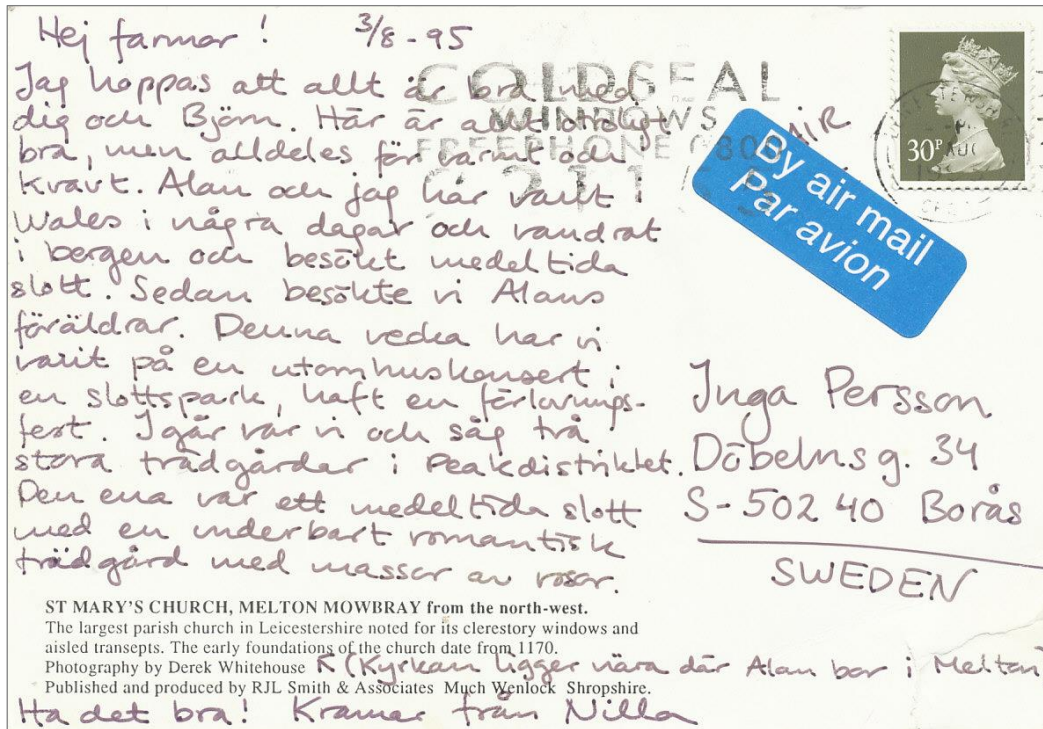 Hej farmor! 3/8-95
Jag hoppas att allt är bra med
dig och Björn. Här är allt otroligt
bra, men alldeles för varmt och
kvavt. Alan och jag har varit
Wales i några dagar och vandrat
i bergen och besökt medeltida
slott. Sedan besökte vi Alans
föräldrar. Denna vecka har vi
varit på en utomhuskonsert i
en slottspark, haft en förlovnings-
fest. Igår var vi och såg två
stora trädgårdar i Peakdistriktet.
Den ena var ett medeltida slott
med en underbart romantisk
trädgård med massor av rosor.
ST MARY'S CHURCH, MELTON MOWBRAY from the north-west.
The largest parish church in Leicestershire noted for its clerestory windows and
aisled transepts. The early foundations of the church date from 1170.
Photography by Derek Whitehouse
(Kyrkan ligger nära där Alan bor i Melton)
Published and produced by RJL Smith & Associates Much Wenlock Shropshire.
Ha det bra! Kramar från Nilla
COLDSEAL
WINDOWS
FREEPHONE 0800
AIR
By air mail
Par avion
30P
AUG
Inga Persson
Döbelnsg. 34
S-502 40 Borås
SWEDEN